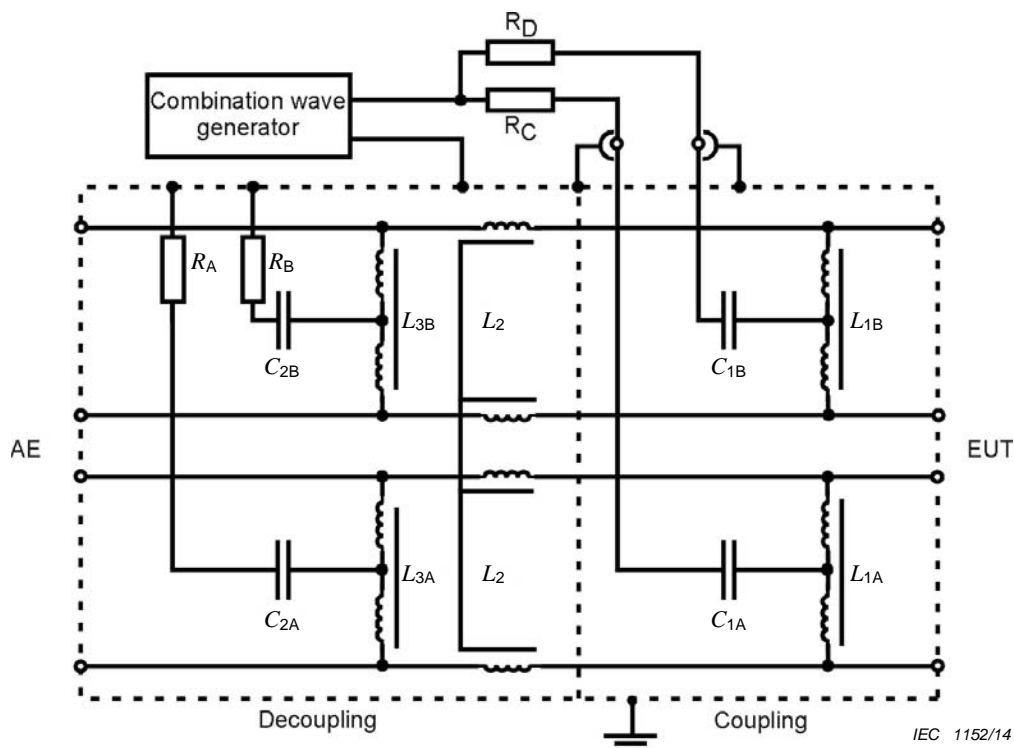 R_D
Combination wave
generator
R_C
R_A
R_B
L_3B
L_2
L_1B
C_2B
C_1B
AE
EUT
L_3A
L_2
L_1A
C_2A
C_1A
Decoupling
Coupling
IEC 1152/14